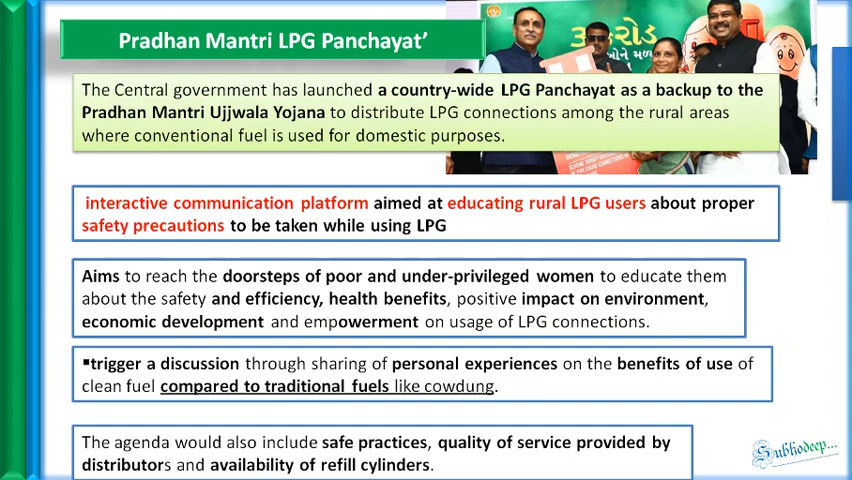 Pradhan Mantri LPG Panchayat’
The Central government has launched a country-wide LPG Panchayat as a backup to the
Pradhan Mantri Ujjwala Yojana to distribute LPG connections among the rural areas
where conventional fuel is used for domestic purposes.
interactive communication platform aimed at educating rural LPG users about proper
safety precautions to be taken while using LPG
Aims to reach the doorsteps of poor and under-privileged women to educate them
about the safety and efficiency, health benefits, positive impact on environment,
economic development and empowerment on usage of LPG connections.
▪trigger a discussion through sharing of personal experiences on the benefits of use of
clean fuel compared to traditional fuels like cowdung.
The agenda would also include safe practices, quality of service provided by
distributors and availability of refill cylinders.
Subhodeep...